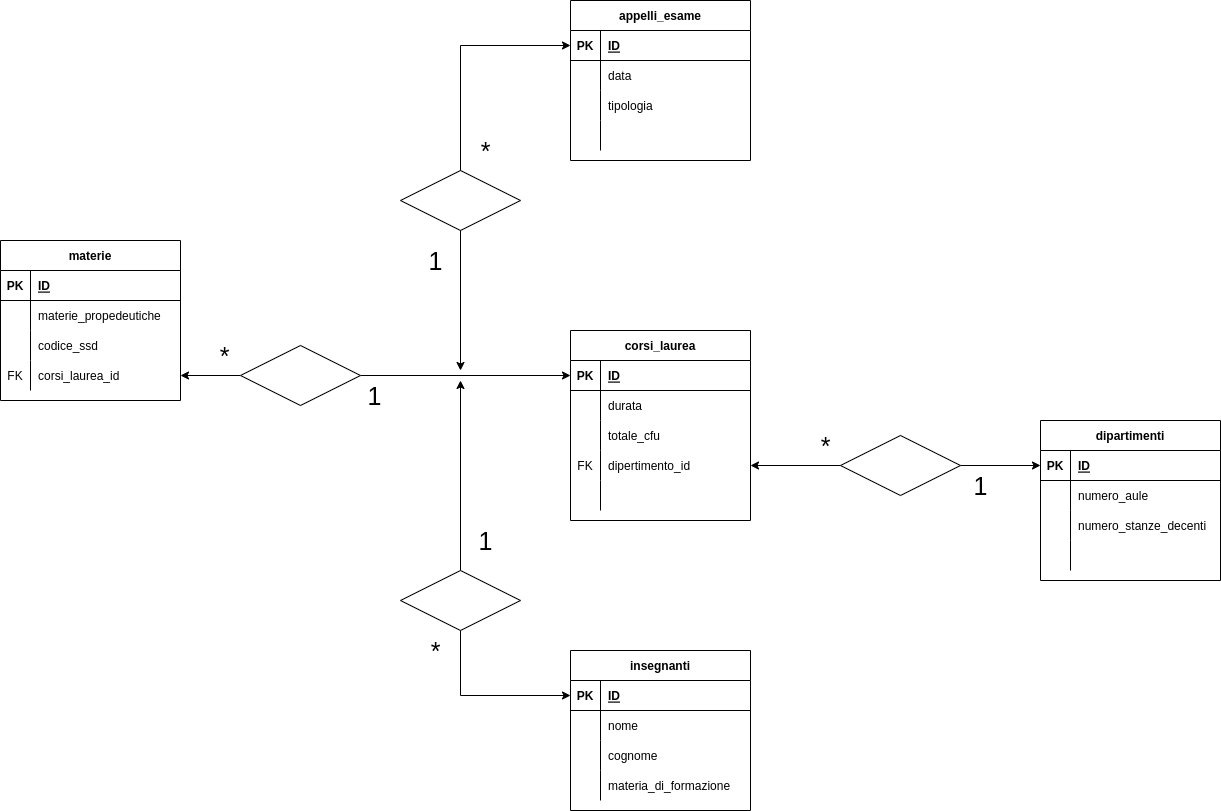 appelli_esame
PK ID
data
tipologia
*
1
materie
PK ID
materie_propedeutiche
codice_ssd
FK corsi_laurea_id
*
1
corsi_laurea
PK ID
durata
totale_cfu
FK dipertimento_id
*
1
dipartimenti
PK ID
numero_aule
numero_stanze_decenti
1
*
insegnanti
PK ID
nome
cognome
materia_di_formazione